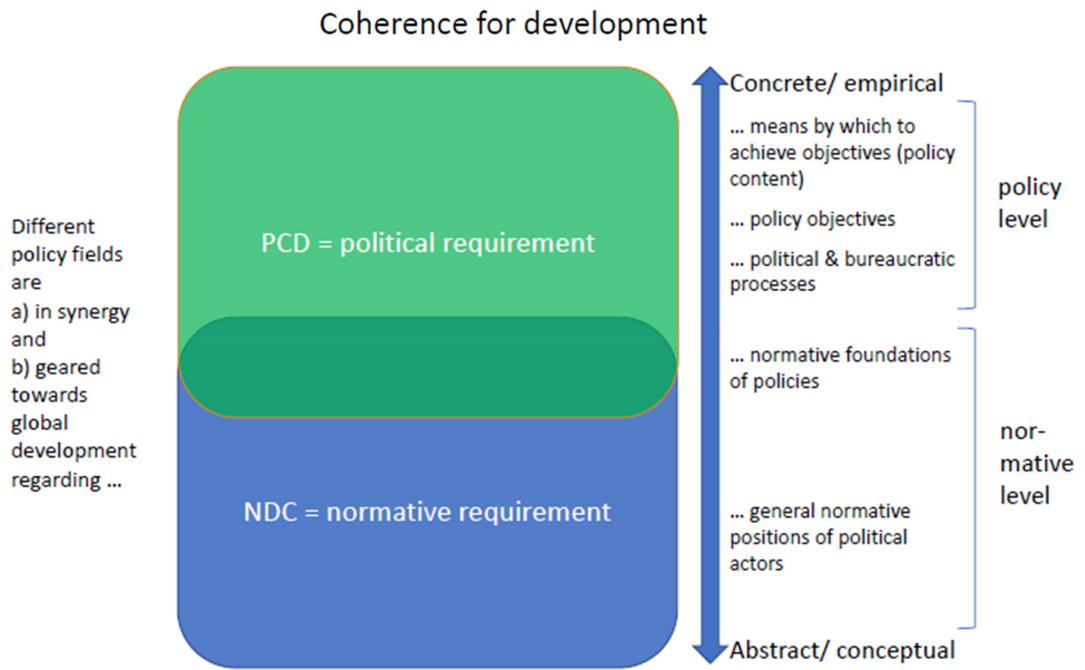 Coherence for development
Different
policy fields
are
a) in synergy
and
b) geared
towards
global
development
regarding ...
PCD = political requirement
NDC = normative requirement
Concrete/ empirical
... means by which to
achieve objectives (policy
content)
... policy objectives
... political & bureaucratic
processes
... normative foundations
of policies
... general normative
positions of political
actors
Abstract/ conceptual
policy
level
nor-
mative
level